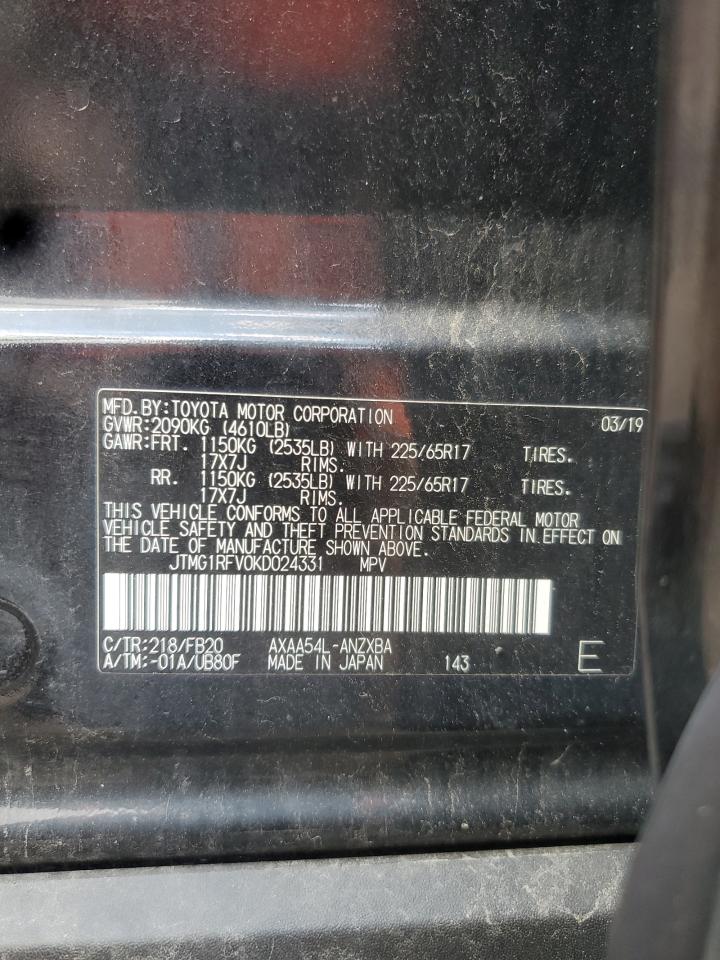 MFD.BY:TOYOTA MOTOR CORPORATION 03/19
GVWR:2090KG (4610LB)
GAWR:FRT. 1150KG (2535LB) WITH 225/65R17 TIRES.
17X7J RIMS.
RR. 1150KG (2535LB) WITH 225/65R17 TIRES.
17X7J RIMS.
THIS VEHICLE CONFORMS TO ALL APPLICABLE FEDERAL MOTOR
VEHICLE SAFETY AND THEFT PREVENTION STANDARDS IN EFFECT ON
THE DATE OF MANUFACTURE SHOWN ABOVE.
JTMG1RFV0KD024331 MPV
C/TR:218/FB20 AXAA54L-ANZXBA
A/TM:-01A/UB80F MADE IN JAPAN 143 E